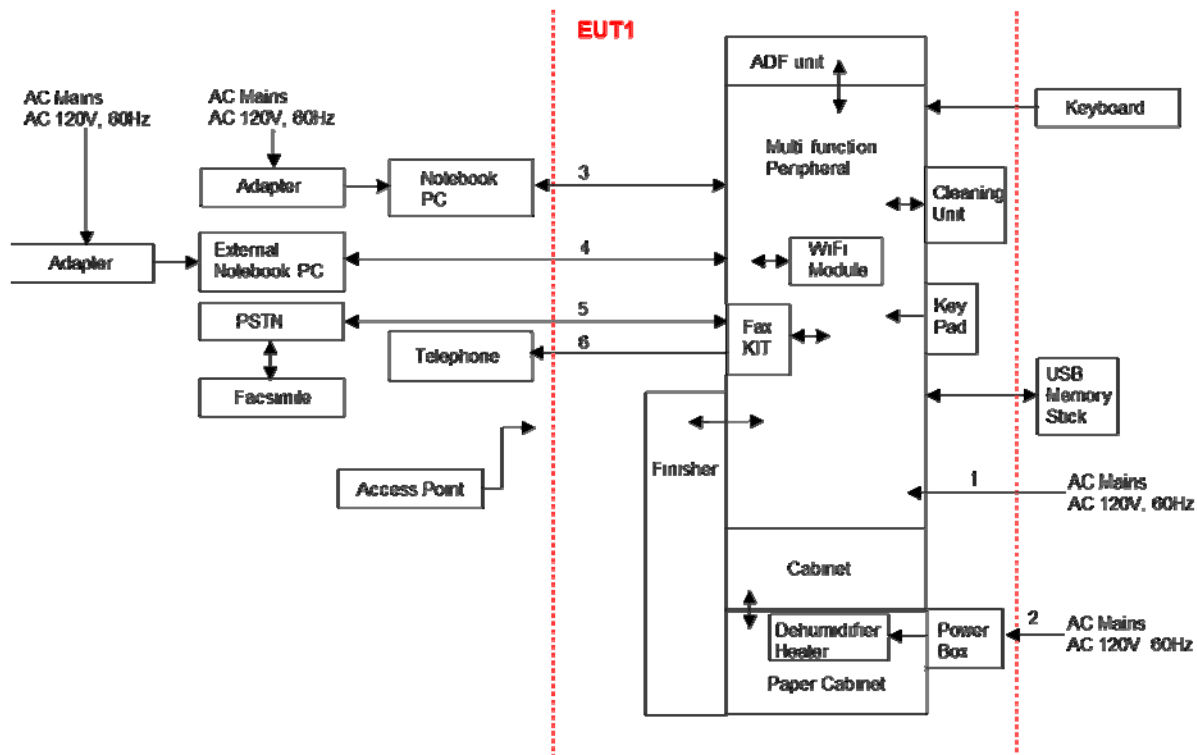 EUT1
ADF unit
AC Mains
AC 120V, 60Hz
AC Mains
AC 120V, 60Hz
Keyboard
Multi function
Peripheral
Adapter
Notebook
PC
3
Cleaning
Unit
Adapter
External
Notebook PC
4
WiFi
Module
PSTN
5
Fax
KIT
Key
Pad
Telephone
6
Facsimile
USB
Memory
Stick
Finisher
Access Point
1
AC Mains
AC 120V, 60Hz
Cabinet
Dehumidifier
Heater
Power
Box
2
AC Mains
AC 120V 60Hz
Paper Cabinet